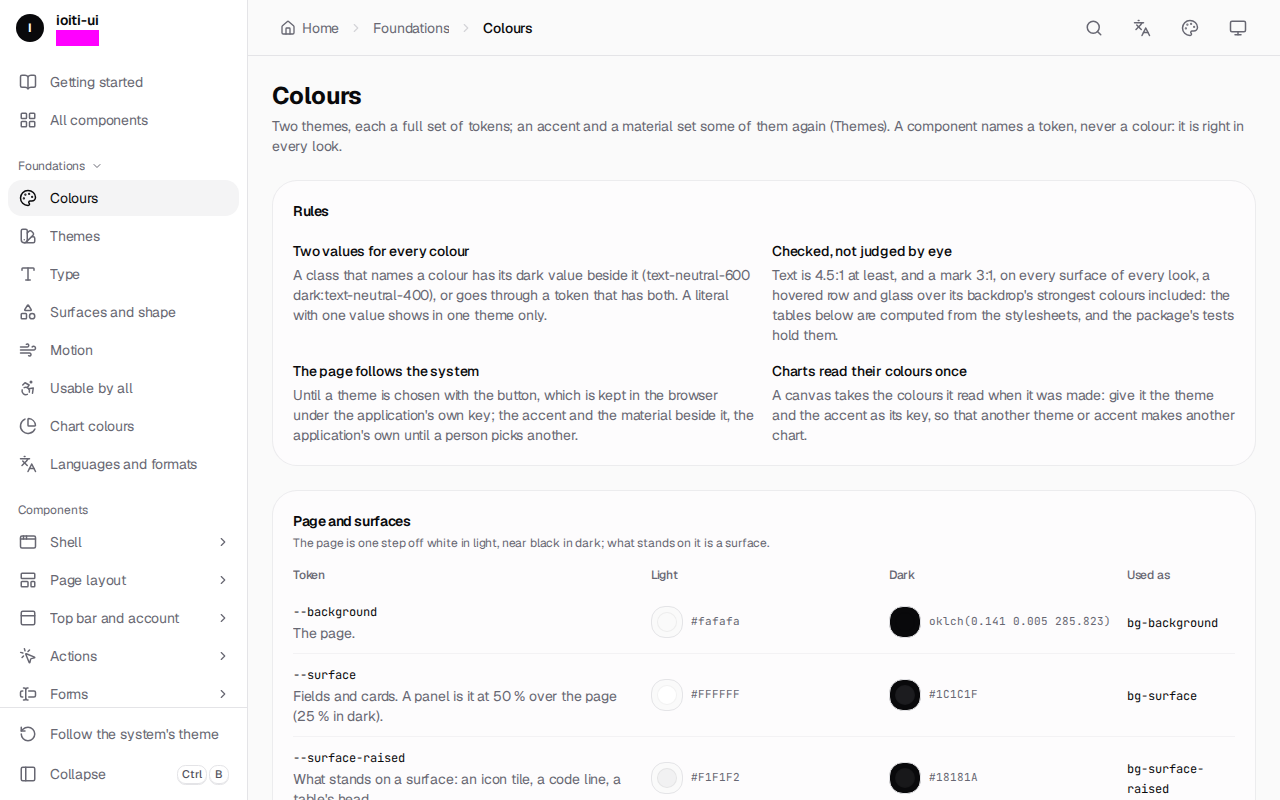 I
ioiti-ui
Getting started
All components
Foundations
Colours
Themes
Type
Surfaces and shape
Motion
Usable by all
Chart colours
Languages and formats
Components
Shell
Page layout
Top bar and account
Actions
Forms
Follow the system's theme
Collapse Ctrl B
Home Foundations Colours
Colours
Two themes, each a full set of tokens; an accent and a material set some of them again (Themes). A component names a token, never a colour: it is right in
every look.
Rules
Two values for every colour
A class that names a colour has its dark value beside it (text-neutral-600
dark:text-neutral-400), or goes through a token that has both. A literal
with one value shows in one theme only.
Checked, not judged by eye
Text is 4.5:1 at least, and a mark 3:1, on every surface of every look, a
hovered row and glass over its backdrop's strongest colours included: the
tables below are computed from the stylesheets, and the package's tests
hold them.
The page follows the system
Until a theme is chosen with the button, which is kept in the browser
under the application's own key; the accent and the material beside it, the
application's own until a person picks another.
Charts read their colours once
A canvas takes the colours it read when it was made: give it the theme
and the accent as its key, so that another theme or accent makes another
chart.
Page and surfaces
The page is one step off white in light, near black in dark; what stands on it is a surface.
Token Light Dark Used as
--background
The page.
#fafafa
oklch(0.141 0.005 285.823)
bg-background
--surface
Fields and cards. A panel is it at 50 % over the page
(25 % in dark).
#FFFFFF
#1C1C1F
bg-surface
--surface-raised
What stands on a surface: an icon tile, a code line, a
table's head.
#F1F1F2
#18181A
bg-surface-
raised